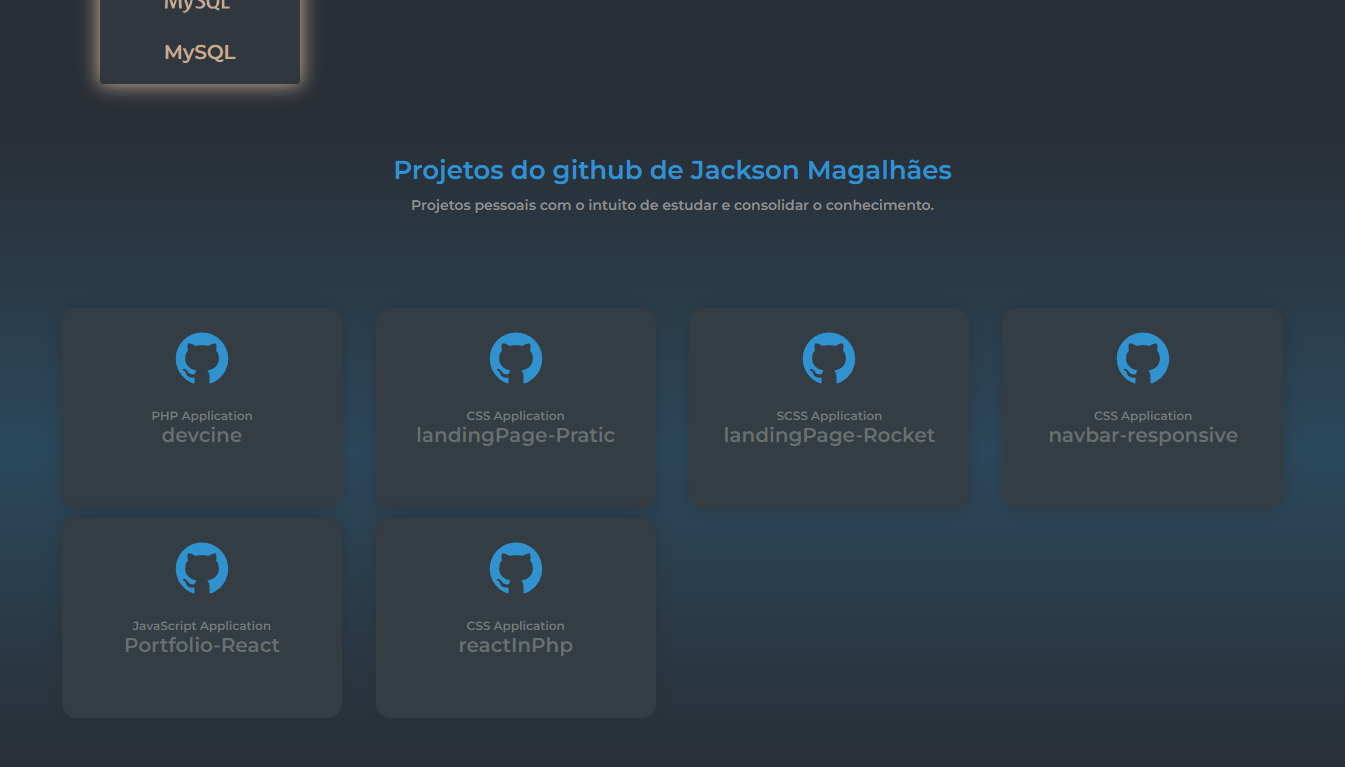 MySQL
MySQL
Projetos do github de Jackson Magalhães
Projetos pessoais com o intuito de estudar e consolidar o conhecimento.
PHP Application
devcine
CSS Application
landingPage-Pratic
SCSS Application
landingPage-Rocket
CSS Application
navbar-responsive
JavaScript Application
Portfolio-React
CSS Application
reactInPhp